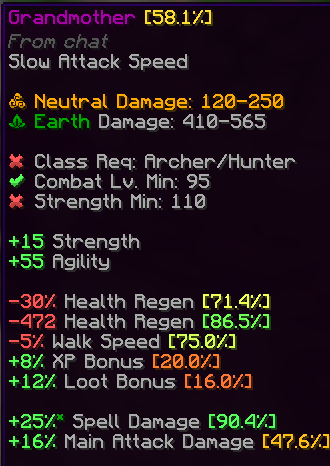 Grandmother [58.1%]
From chat
Slow Attack Speed
Neutral Damage: 120-250
Earth Damage: 410-565
✖ Class Req: Archer/Hunter
✔ Combat Lv. Min: 95
✖ Strength Min: 110
+15 Strength
+55 Agility
-30% Health Regen [71.4%]
-472 Health Regen [86.5%]
-5% Walk Speed [75.0%]
+8% XP Bonus [20.0%]
+12% Loot Bonus [16.0%]
+25%* Spell Damage [90.4%]
+16% Main Attack Damage [47.6%]